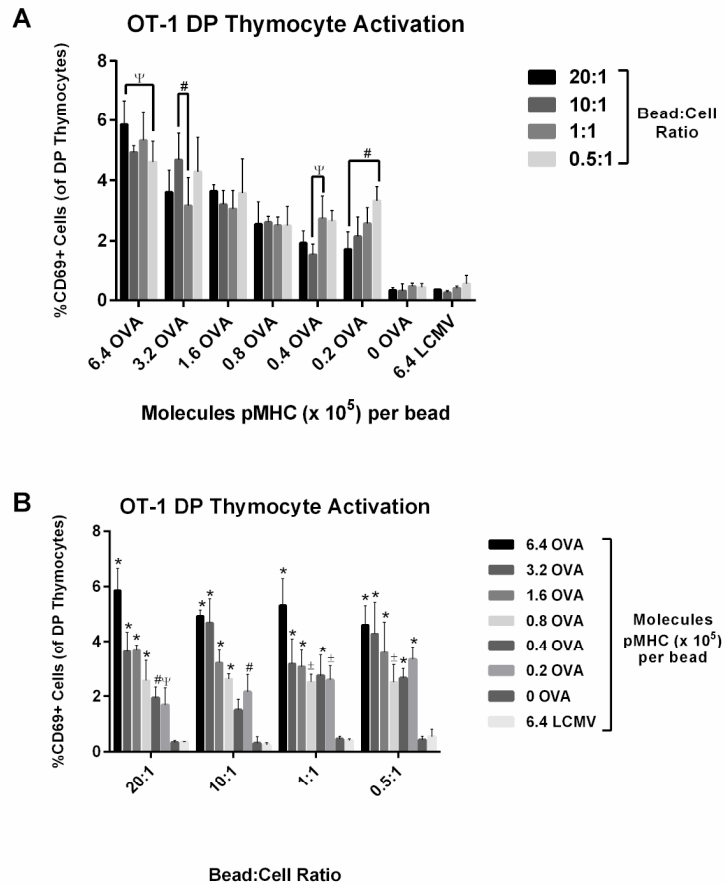 A
OT-1 DP Thymocyte Activation
%CD69+ Cells (of DP Thymocytes)
8
6
4
2
0
Ψ
#
Ψ
#
6.4 OVA
3.2 OVA
1.6 OVA
0.8 OVA
0.4 OVA
0.2 OVA
0 OVA
6.4 LCMV
Molecules pMHC (x 10⁵) per bead
20:1
10:1
1:1
0.5:1
Bead:Cell
Ratio
B
OT-1 DP Thymocyte Activation
%CD69+ Cells (of DP Thymocytes)
8
6
4
2
0
* * * * # Ψ
* * * * #
* * * ± * ±
* * * ± * *
20:1
10:1
1:1
0.5:1
Bead:Cell Ratio
6.4 OVA
3.2 OVA
1.6 OVA
0.8 OVA
0.4 OVA
0.2 OVA
0 OVA
6.4 LCMV
Molecules
pMHC (x 10⁵)
per bead